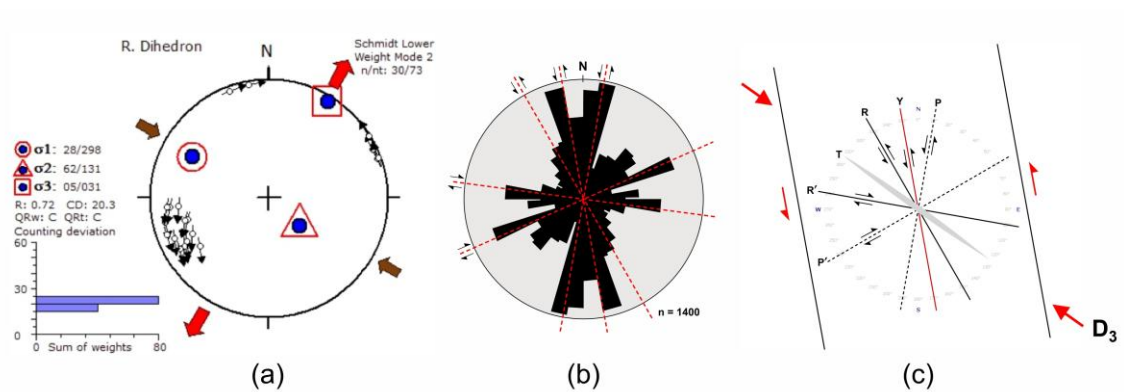 R. Dihedron
N
Schmidt Lower
Weight Mode 2
n/nt: 30/73
σ1: 28/298
σ2: 62/131
σ3: 05/031
R: 0.72 CD: 20.3
QRw: C QRt: C
Counting deviation
60
30
0
0 Sum of weights 80
(a)
N
n = 1400
(b)
R
Y
P
N
T
R'
W
E
P'
S
D3
(c)